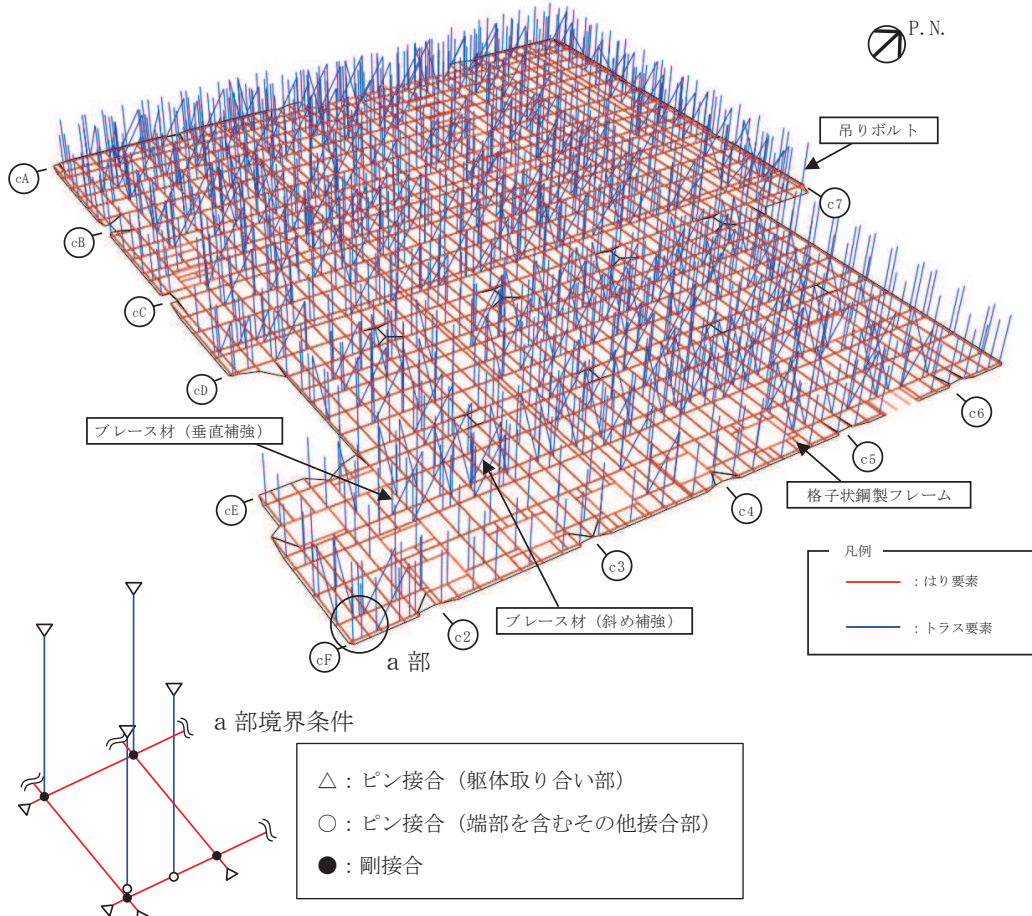 P.N.
吊りボルト
cA
c7
cB
cC
cD
c6
ブレース材（垂直補強）
c5
格子状鋼製フレーム
cE
c4
c3
凡例
：はり要素
：トラス要素
ブレース材（斜め補強）
c2
cF
a 部
a 部境界条件
△：ピン接合（躯体取り合い部）
○：ピン接合（端部を含むその他接合部）
●：剛接合